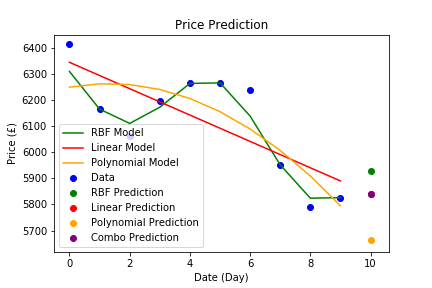 Price Prediction
6400
6300
6200
6100
6000
5900
5800
5700
Price (£)
RBF Model
Linear Model
Polynomial Model
Data
RBF Prediction
Linear Prediction
Polynomial Prediction
Combo Prediction
0 2 4 6 8 10
Date (Day)